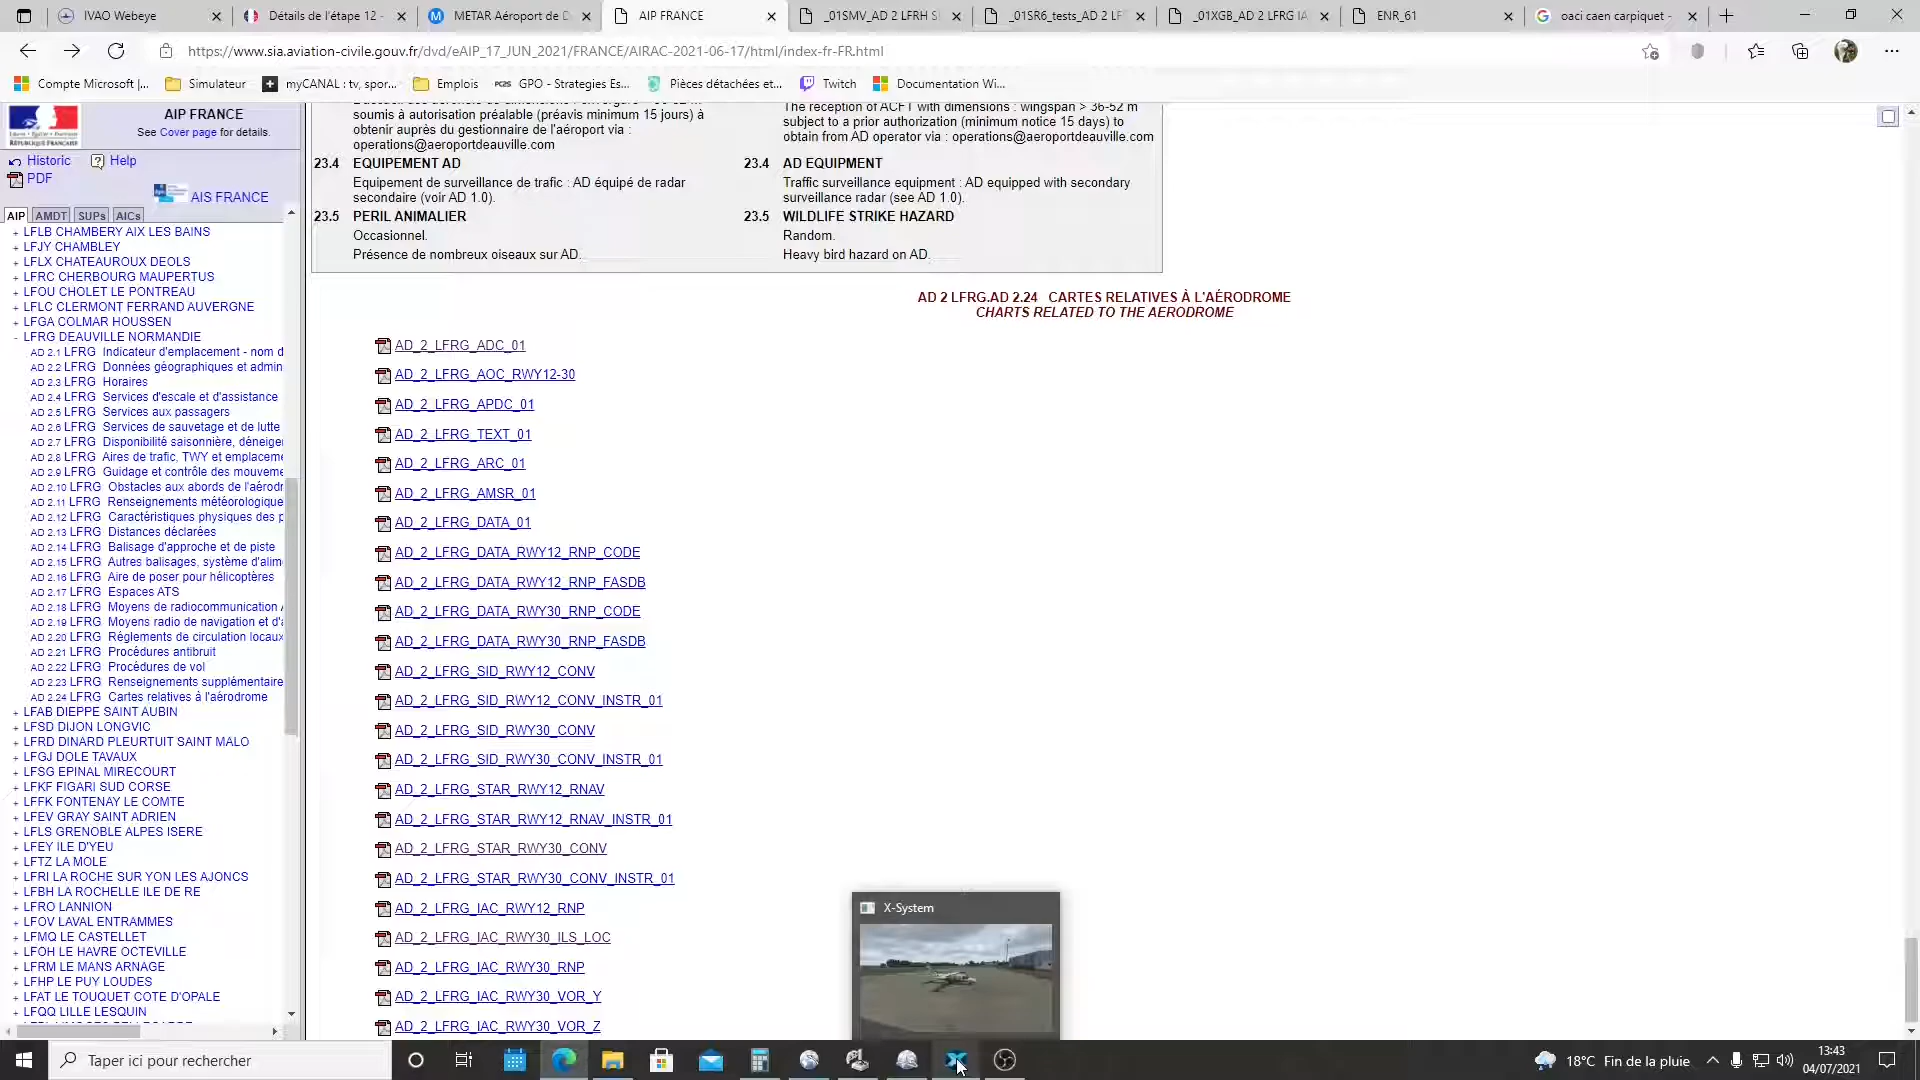 IVAO Webeye
Détails de l'étape 12 -
METAR Aéroport de D
AIP FRANCE
_01SMV_AD 2 LFRH S
_01SR6_tests_AD 2 LF
_01XGB_AD 2 LFRG IA
ENR_61
oaci caen carpiquet -
https://www.sia.aviation-civile.gouv.fr/dvd/eAIP_17_JUN_2021/FRANCE/AIRAC-2021-06-17/html/index-fr-FR.html
Compte Microsoft |...
Simulateur
myCANAL : tv, spor...
Emplois
GPO - Strategies Es...
Pièces détachées et...
Twitch
Documentation Wi...
AIP FRANCE
See Cover page for details.
RÉPUBLIQUE FRANÇAISE
Historic
Help
PDF
AIS FRANCE
AIP AMDT SUPs AICs
+ LFLB CHAMBERY AIX LES BAINS
+ LFJY CHAMBLEY
+ LFLX CHATEAUROUX DEOLS
+ LFRC CHERBOURG MAUPERTUS
+ LFOU CHOLET LE PONTREAU
+ LFLC CLERMONT FERRAND AUVERGNE
+ LFGA COLMAR HOUSSEN
- LFRG DEAUVILLE NORMANDIE
AD 2.1 LFRG Indicateur d'emplacement - nom d
AD 2.2 LFRG Données géographiques et admin
AD 2.3 LFRG Horaires
AD 2.4 LFRG Services d'escale et d'assistance
AD 2.5 LFRG Services aux passagers
AD 2.6 LFRG Services de sauvetage et de lutte
AD 2.7 LFRG Disponibilité saisonnière, déneige
AD 2.8 LFRG Aires de trafic, TWY et emplacem
AD 2.9 LFRG Guidage et contrôle des mouveme
AD 2.10 LFRG Obstacles aux abords de l'aérodr
AD 2.11 LFRG Renseignements météorologique
AD 2.12 LFRG Caractéristiques physiques des p
AD 2.13 LFRG Distances déclarées
AD 2.14 LFRG Balisage d'approche et de piste
AD 2.15 LFRG Autres balisages, système d'alim
AD 2.16 LFRG Aire de poser pour hélicoptères
AD 2.17 LFRG Espaces ATS
AD 2.18 LFRG Moyens de radiocommunication
AD 2.19 LFRG Moyens radio de navigation et d'a
AD 2.20 LFRG Réglements de circulation locaux
AD 2.21 LFRG Procédures antibruit
AD 2.22 LFRG Procédures de vol
AD 2.23 LFRG Renseignements supplémentaire
AD 2.24 LFRG Cartes relatives à l'aérodrome
+ LFAB DIEPPE SAINT AUBIN
+ LFSD DIJON LONGVIC
+ LFRD DINARD PLEURTUIT SAINT MALO
+ LFGJ DOLE TAVAUX
+ LFSG EPINAL MIRECOURT
+ LFKF FIGARI SUD CORSE
+ LFFK FONTENAY LE COMTE
+ LFEV GRAY SAINT ADRIEN
+ LFLS GRENOBLE ALPES ISERE
+ LFEY ILE D'YEU
+ LFTZ LA MOLE
+ LFRI LA ROCHE SUR YON LES AJONCS
+ LFBH LA ROCHELLE ILE DE RE
+ LFRO LANNION
+ LFOV LAVAL ENTRAMMES
+ LFMQ LE CASTELLET
+ LFOH LE HAVRE OCTEVILLE
+ LFRM LE MANS ARNAGE
+ LFHP LE PUY LOUDES
+ LFAT LE TOUQUET COTE D'OPALE
+ LFQQ LILLE LESQUIN
soumis à autorisation préalable (préavis minimum 15 jours) à
obtenir auprès du gestionnaire de l'aéroport via :
operations@aeroportdeauville.com
23.4 EQUIPEMENT AD
Equipement de surveillance de trafic : AD équipé de radar
secondaire (voir AD 1.0).
23.5 PERIL ANIMALIER
Occasionnel.
Présence de nombreux oiseaux sur AD.
The reception of ACFT with dimensions : wingspan > 36-52 m
subject to a prior authorization (minimum notice 15 days) to
obtain from AD operator via : operations@aeroportdeauville.com
23.4 AD EQUIPMENT
Traffic surveillance equipment : AD equipped with secondary
surveillance radar (see AD 1.0).
23.5 WILDLIFE STRIKE HAZARD
Random.
Heavy bird hazard on AD.
AD 2 LFRG.AD 2.24 CARTES RELATIVES À L'AÉRODROME
CHARTS RELATED TO THE AERODROME
AD_2_LFRG_ADC_01
AD_2_LFRG_AOC_RWY12-30
AD_2_LFRG_APDC_01
AD_2_LFRG_TEXT_01
AD_2_LFRG_ARC_01
AD_2_LFRG_AMSR_01
AD_2_LFRG_DATA_01
AD_2_LFRG_DATA_RWY12_RNP_CODE
AD_2_LFRG_DATA_RWY12_RNP_FASDB
AD_2_LFRG_DATA_RWY30_RNP_CODE
AD_2_LFRG_DATA_RWY30_RNP_FASDB
AD_2_LFRG_SID_RWY12_CONV
AD_2_LFRG_SID_RWY12_CONV_INSTR_01
AD_2_LFRG_SID_RWY30_CONV
AD_2_LFRG_SID_RWY30_CONV_INSTR_01
AD_2_LFRG_STAR_RWY12_RNAV
AD_2_LFRG_STAR_RWY12_RNAV_INSTR_01
AD_2_LFRG_STAR_RWY30_CONV
AD_2_LFRG_STAR_RWY30_CONV_INSTR_01
AD_2_LFRG_IAC_RWY12_RNP
AD_2_LFRG_IAC_RWY30_ILS_LOC
AD_2_LFRG_IAC_RWY30_RNP
AD_2_LFRG_IAC_RWY30_VOR_Y
AD_2_LFRG_IAC_RWY30_VOR_Z
X-System
Taper ici pour rechercher
18°C Fin de la pluie
13:43
04/07/2021